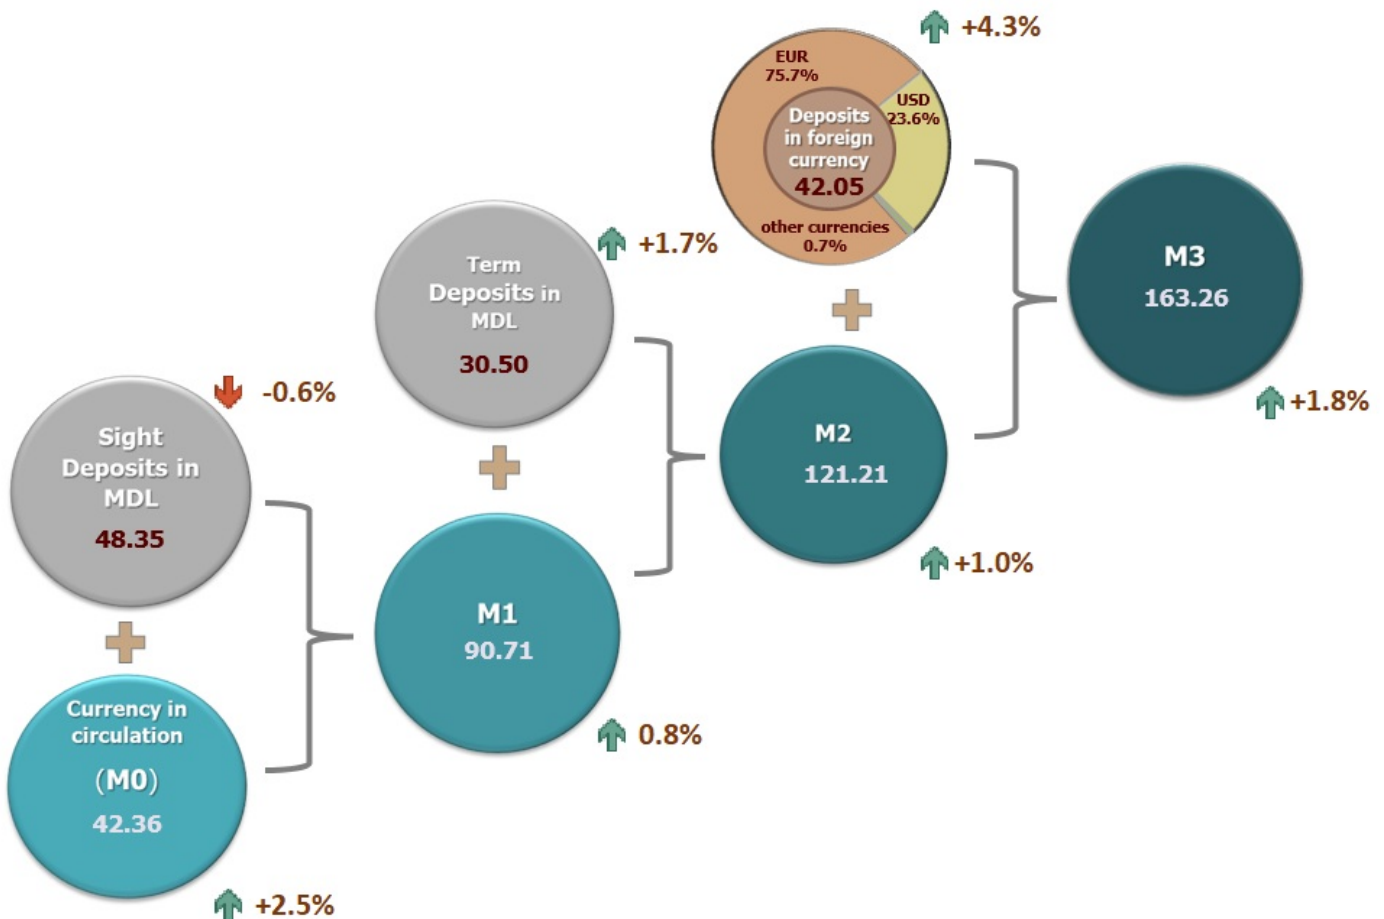 +4.3%
EUR
75.7%
USD
23.6%
Deposits
in foreign
currency
42.05
other currencies
0.7%
+1.7%
Term
Deposits in
MDL
30.50
M3
163.26
+1.8%
-0.6%
Sight
Deposits in
MDL
48.35
M2
121.21
+1.0%
M1
90.71
0.8%
Currency in
circulation
(M0)
42.36
+2.5%